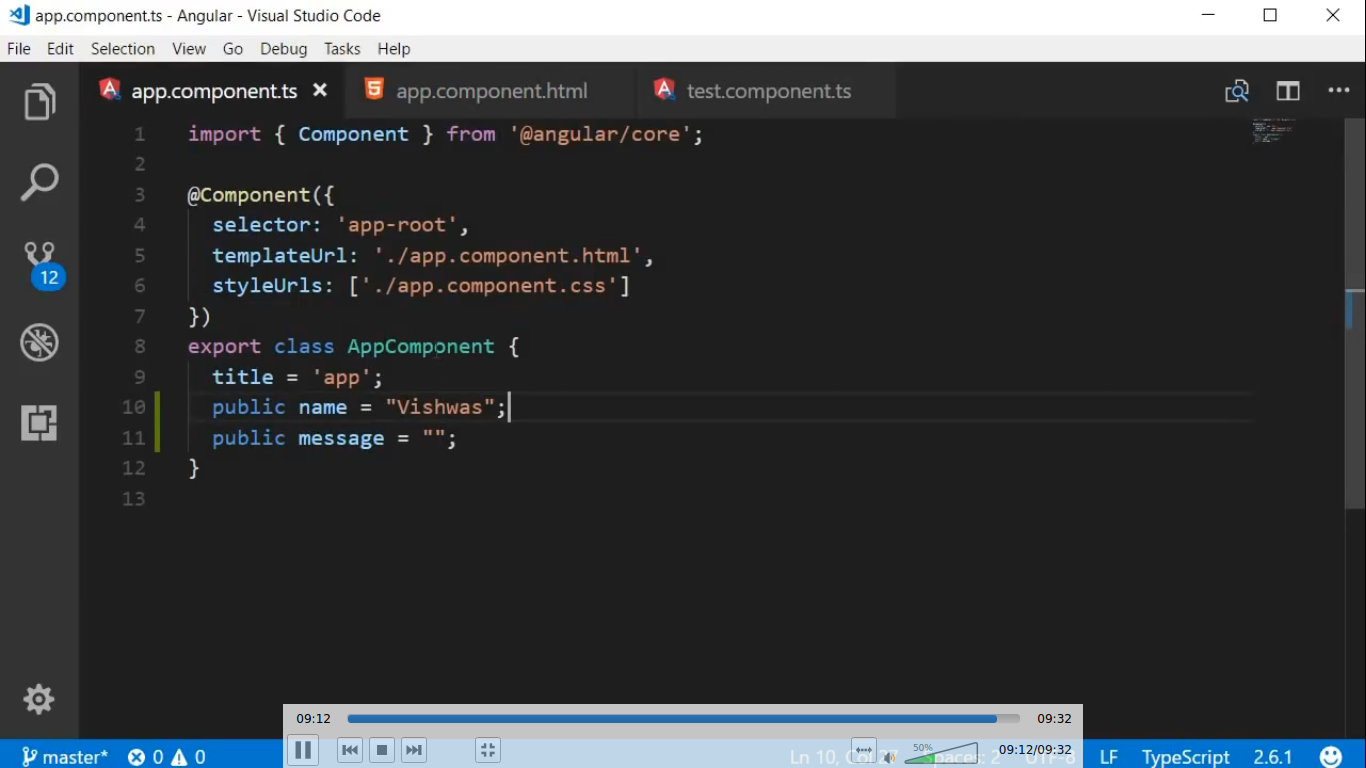 app.component.ts - Angular - Visual Studio Code
File Edit Selection View Go Debug Tasks Help
app.component.ts app.component.html test.component.ts
1 import { Component } from '@angular/core';
2
3 @Component({
4 selector: 'app-root',
5 templateUrl: './app.component.html',
6 styleUrls: ['./app.component.css']
7 })
8 export class AppComponent {
9 title = 'app';
10 public name = "Vishwas";
11 public message = "";
12 }
13
12
09:12 09:32
50% 09:12/09:32
master* 0 0 Ln 10, Col 27 Spaces: 2 UTF-8 LF TypeScript 2.6.1